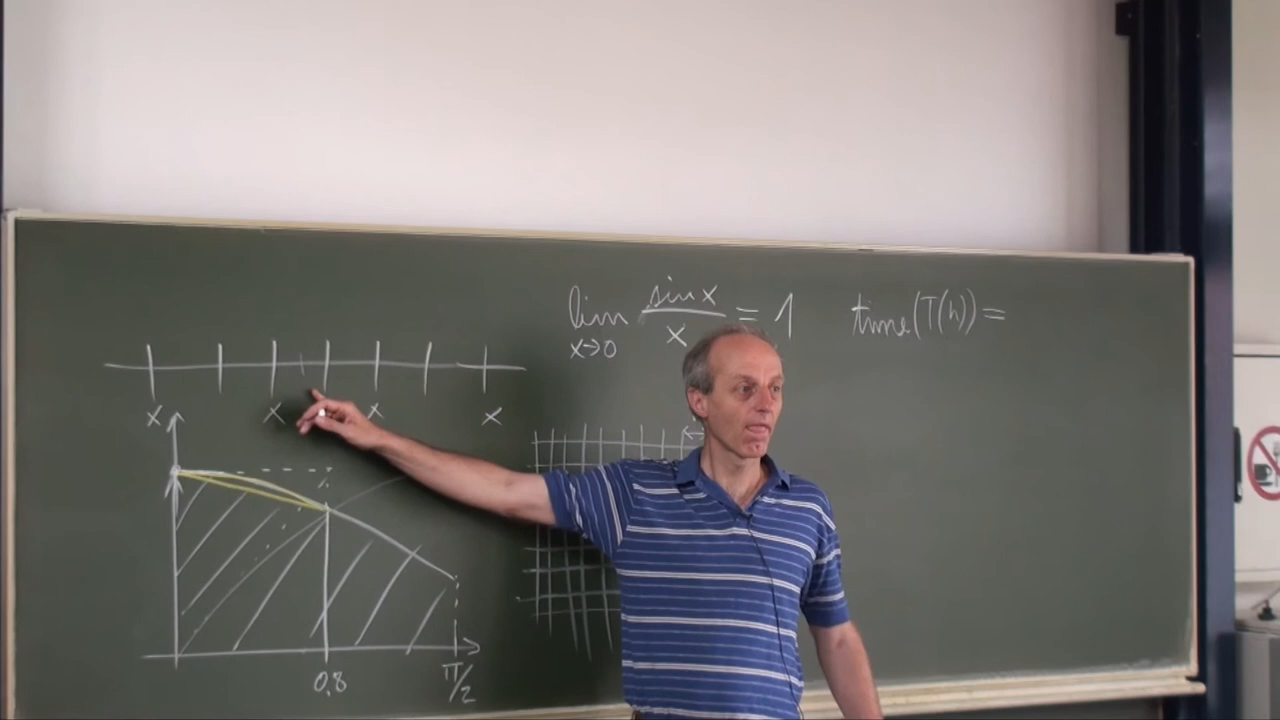 lim sin x / x = 1
x→0
time(T(h)) =
x x x x
0,8
π/2